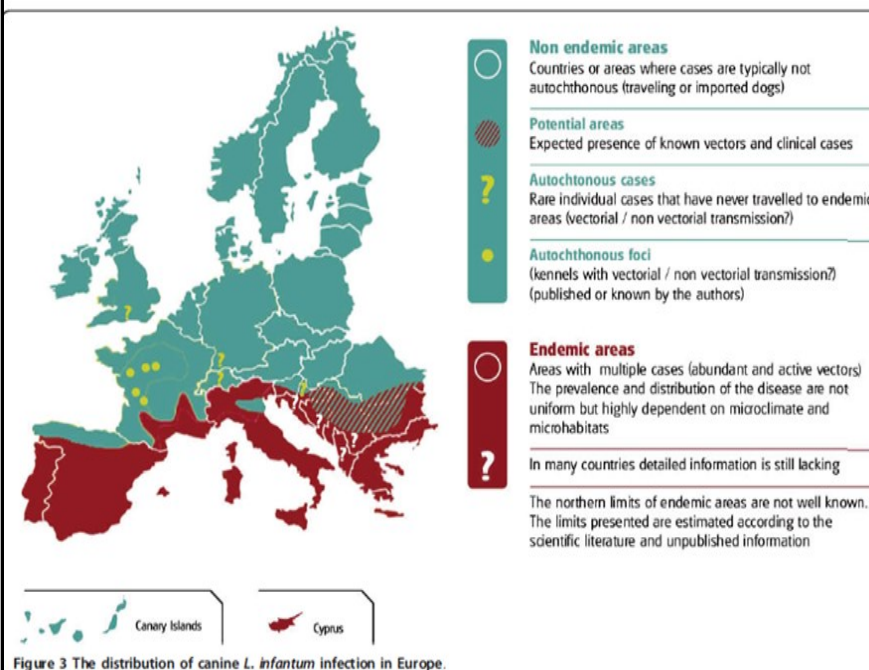 Non endemic areas
Countries or areas where cases are typically not
autochthonous (traveling or imported dogs)
Potential areas
Expected presence of known vectors and clinical cases
?
Autochtonous cases
Rare individual cases that have never travelled to endemic
areas (vectorial / non vectorial transmission?)
Autochthonous foci
(kennels with vectorial / non vectorial transmission?)
(published or known by the authors)
Endemic areas
Areas with multiple cases (abundant and active vectors)
The prevalence and distribution of the disease are not
uniform but highly dependent on microclimate and
microhabitats
?
In many countries detailed information is still lacking
The northern limits of endemic areas are not well known.
The limits presented are estimated according to the
scientific literature and unpublished information
?
?
?
?
?
?
?
?
?
Canary Islands
Cyprus
Figure 3 The distribution of canine L. infantum infection in Europe.